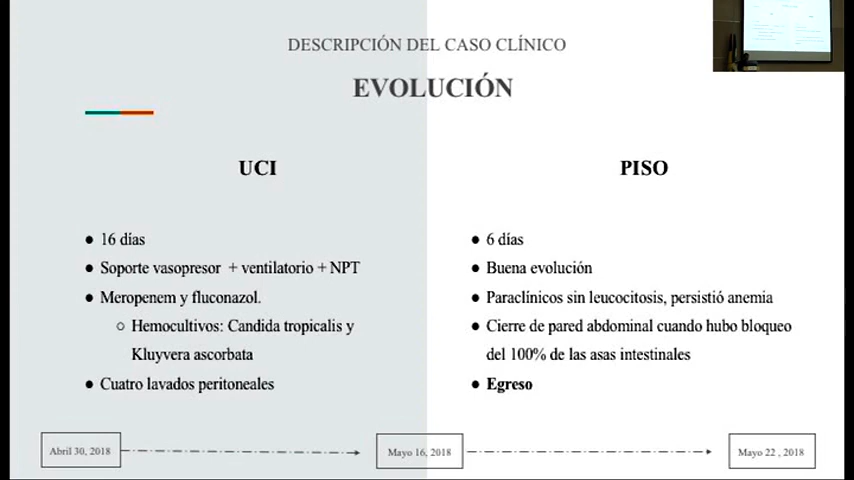 DESCRIPCIÓN DEL CASO CLÍNICO
EVOLUCIÓN
UCI
● 16 días
● Soporte vasopresor + ventilatorio + NPT
● Meropenem y fluconazol.
○ Hemocultivos: Candida tropicalis y
Kluyvera ascorbata
● Cuatro lavados peritoneales
PISO
● 6 días
● Buena evolución
● Paraclínicos sin leucocitosis, persistió anemia
● Cierre de pared abdominal cuando hubo bloqueo
del 100% de las asas intestinales
● Egreso
Abril 30, 2018
Mayo 16, 2018
Mayo 22 , 2018